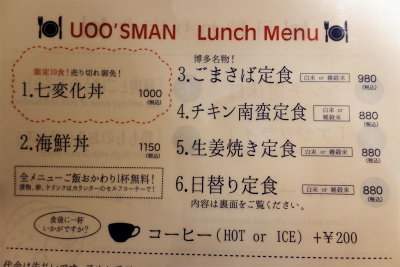 UOO'SMAN Lunch Menu
限定10食!売り切れ御免!
1.七変化丼
1000
(税込)
2.海鮮丼
1150
(税込)
全メニューご飯おかわり1杯無料!
漬物、卵、ドリンクはカウンターのセルフコーナーで!
博多名物!
3.ごまさば定食
白米 or 雑穀米
980
(税込)
4.チキン南蛮定食
白米 or 雑穀米
880
(税込)
5.生姜焼き定食
白米 or 雑穀米
880
(税込)
6.日替り定食
白米 or 雑穀米
880
(税込)
内容は裏面をご覧ください。
食後に一杯
いかがですか?
コーヒー(HOT or ICE) +¥200